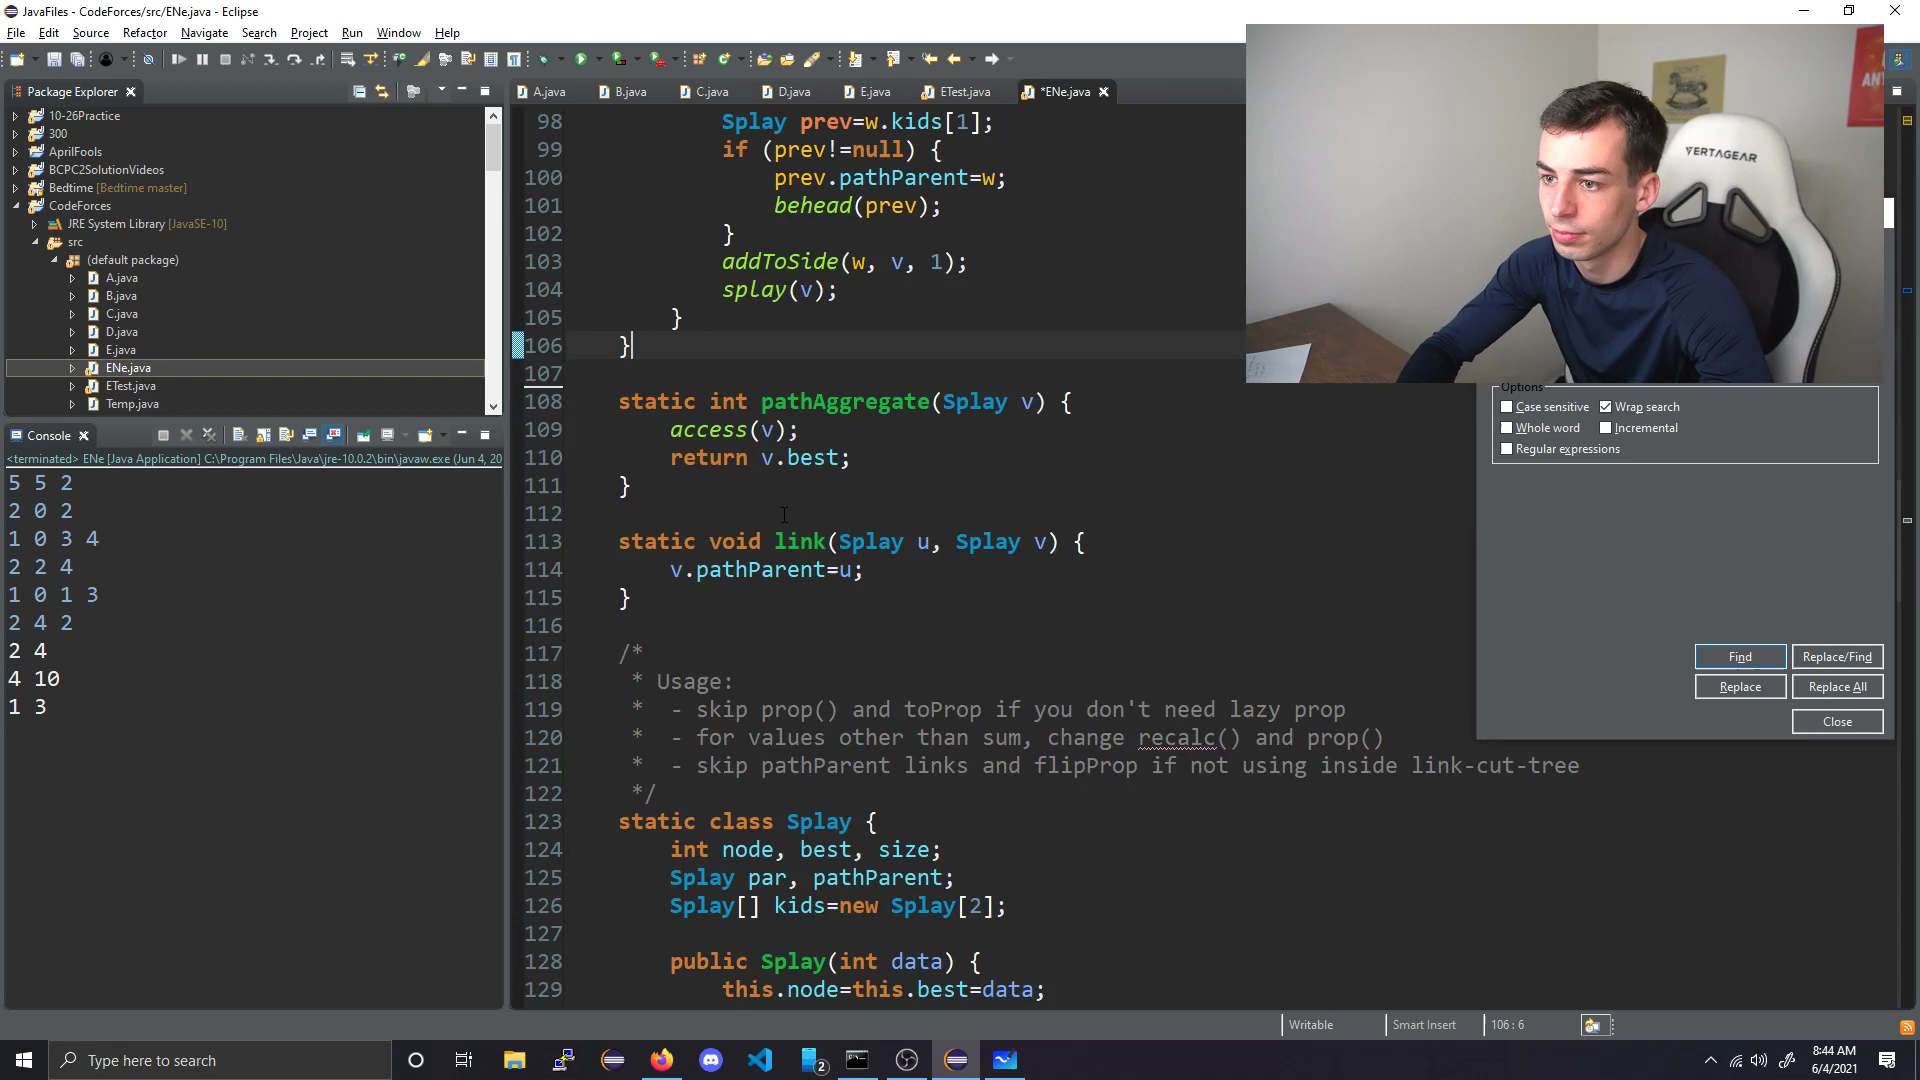 JavaFiles - CodeForces/src/ENe.java - Eclipse
File Edit Source Refactor Navigate Search Project Run Window Help
Package Explorer
10-26Practice
300
AprilFools
BCPC2SolutionVideos
Bedtime [Bedtime master]
CodeForces
JRE System Library [JavaSE-10]
src
(default package)
A.java
B.java
C.java
D.java
E.java
ENe.java
ETest.java
Temp.java
Console
<terminated> ENe [Java Application] C:\Program Files\Java\jre-10.0.2\bin\javaw.exe (Jun 4, 20
5 5 2
2 0 2
1 0 3 4
2 2 4
1 0 1 3
2 4 2
2 4
4 10
1 3
A.java B.java C.java D.java E.java ETest.java *ENe.java
98 Splay prev=w.kids[1];
99 if (prev!=null) {
100 prev.pathParent=w;
101 behead(prev);
102 }
103 addToSide(w, v, 1);
104 splay(v);
105 }
106 }
107
108 static int pathAggregate(Splay v) {
109 access(v);
110 return v.best;
111 }
112
113 static void link(Splay u, Splay v) {
114 v.pathParent=u;
115 }
116
117 /*
118 * Usage:
119 * - skip prop() and toProp if you don't need lazy prop
120 * - for values other than sum, change recalc() and prop()
121 * - skip pathParent links and flipProp if not using inside link-cut-tree
122 */
123 static class Splay {
124 int node, best, size;
125 Splay par, pathParent;
126 Splay[] kids=new Splay[2];
127
128 public Splay(int data) {
129 this.node=this.best=data;
VERTAGEAR
DON'T
ANY
Options
Case sensitive Wrap search
Whole word Incremental
Regular expressions
Find Replace/Find
Replace Replace All
Close
Writable Smart Insert 106 : 6
Type here to search
2
8:44 AM
6/4/2021